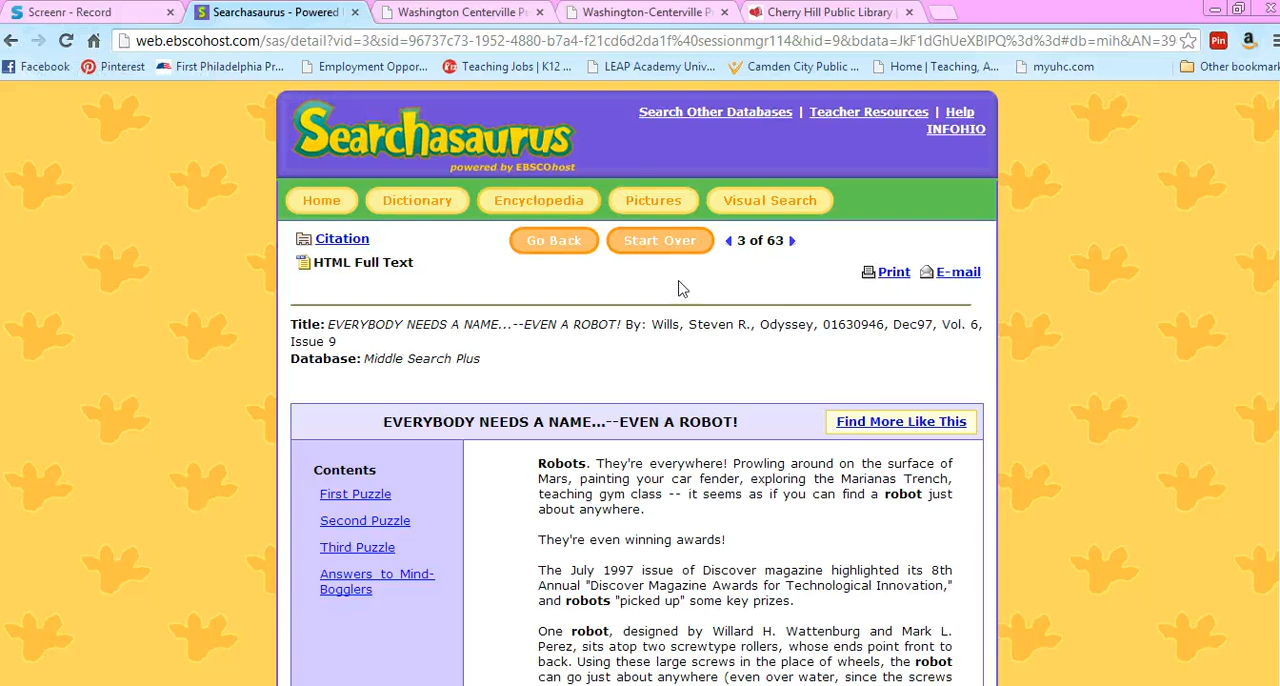 Screenr - Record
Searchasaurus - Powered
Washington Centerville P
Washington-Centerville P
Cherry Hill Public Library
web.ebscohost.com/sas/detail?vid=3&sid=96737c73-1952-4880-b7a4-f21cd6d2da1f%40sessionmgr114&hid=9&bdata=JkF1dGhUeXBlPQ%3d%3d#db=mih&AN=39
Pin
Facebook
Pinterest
First Philadelphia Pr...
Employment Oppor...
Teaching Jobs | K12 ...
LEAP Academy Univ...
Camden City Public ...
Home | Teaching, A...
myuhc.com
Other bookmar
Searchasaurus
powered by EBSCOhost
Search Other Databases | Teacher Resources | Help
INFOHIO
Home
Dictionary
Encyclopedia
Pictures
Visual Search
Citation
HTML Full Text
Go Back
Start Over
3 of 63
Print
E-mail
Title: EVERYBODY NEEDS A NAME...--EVEN A ROBOT! By: Wills, Steven R., Odyssey, 01630946, Dec97, Vol. 6,
Issue 9
Database: Middle Search Plus
EVERYBODY NEEDS A NAME...--EVEN A ROBOT!
Find More Like This
Contents
First Puzzle
Second Puzzle
Third Puzzle
Answers to Mind-
Bogglers
Robots. They're everywhere! Prowling around on the surface of
Mars, painting your car fender, exploring the Marianas Trench,
teaching gym class -- it seems as if you can find a robot just
about anywhere.
They're even winning awards!
The July 1997 issue of Discover magazine highlighted its 8th
Annual "Discover Magazine Awards for Technological Innovation,"
and robots "picked up" some key prizes.
One robot, designed by Willard H. Wattenburg and Mark L.
Perez, sits atop two screwtype rollers, whose ends point front to
back. Using these large screws in the place of wheels, the robot
can go just about anywhere (even over water, since the screws